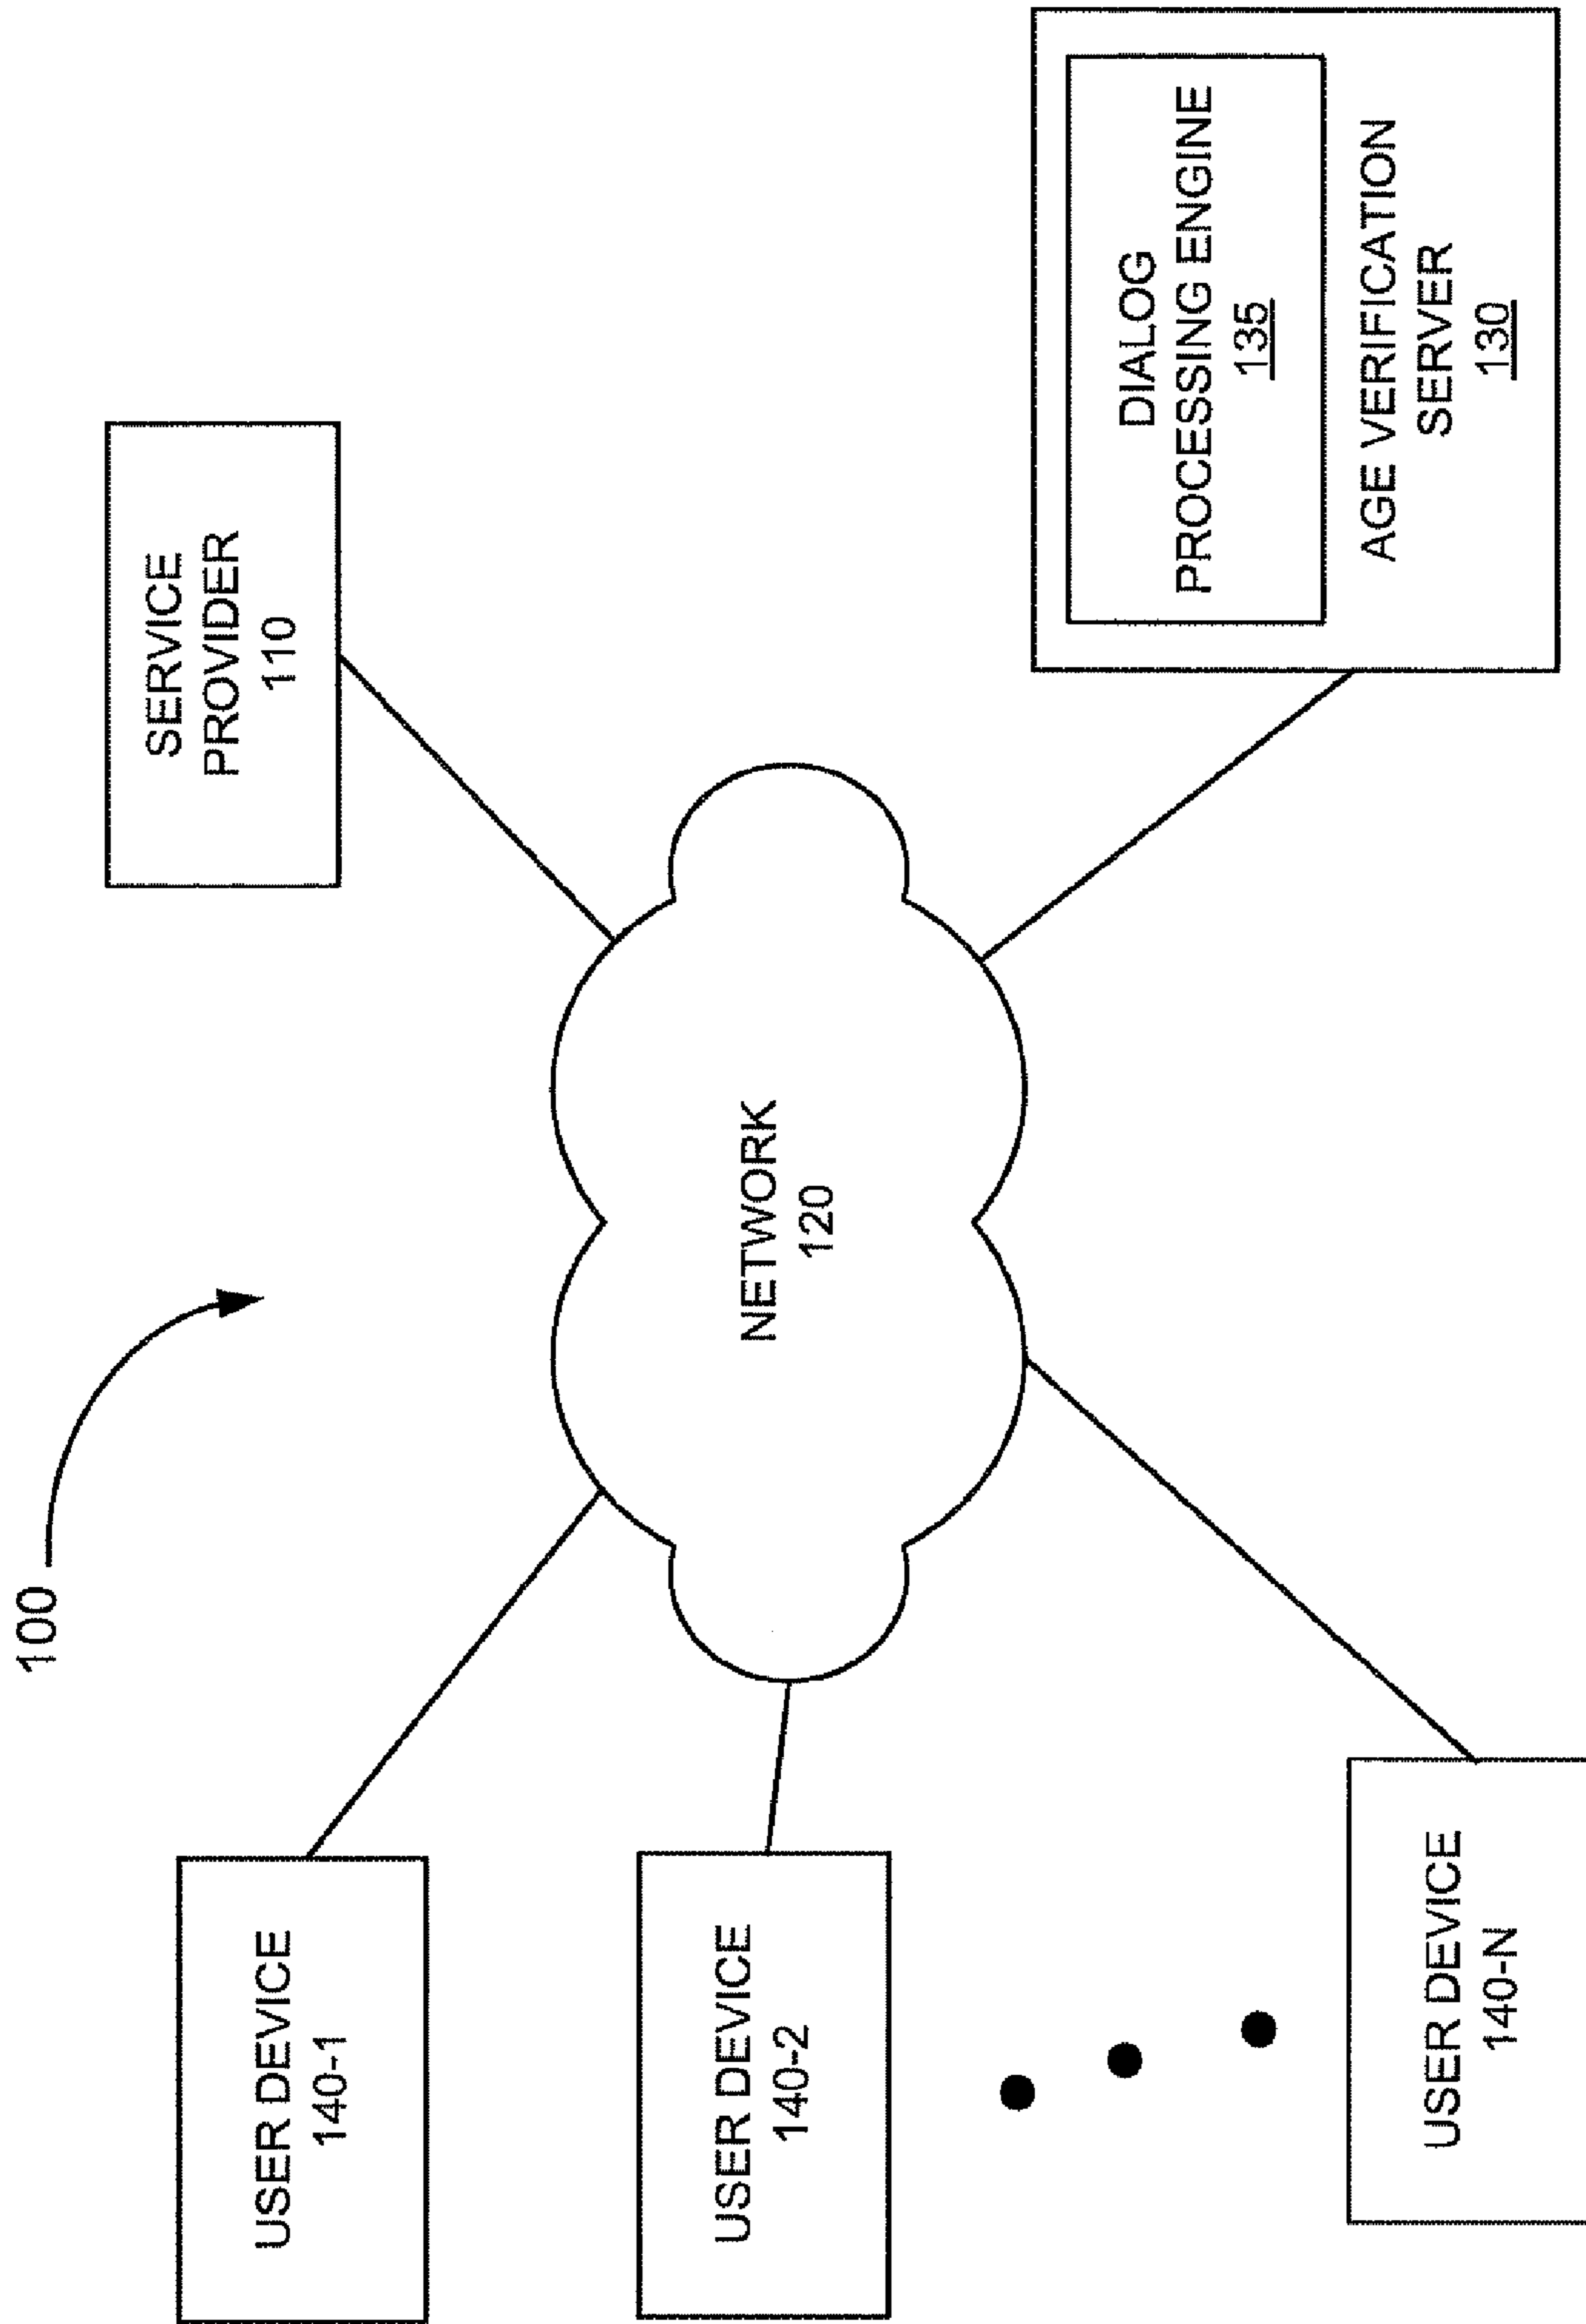 100
USER DEVICE
140-1
USER DEVICE
140-2
USER DEVICE
140-N
NETWORK
120
SERVICE
PROVIDER
110
DIALOG
PROCESSING ENGINE
135
AGE VERIFICATION
SERVER
130